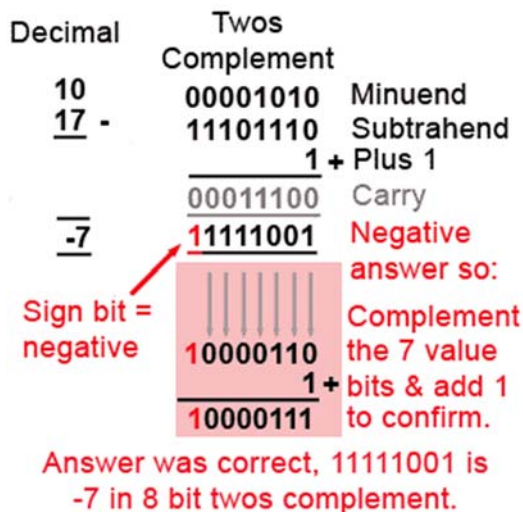 Decimal Twos
Complement
10 00001010 Minuend
17 - 11101110 Subtrahend
1 + Plus 1
00011100 Carry
-7 11111001 Negative
answer so:
Sign bit =
negative
Complement
10000110 the 7 value
1 + bits & add 1
10000111 to confirm.
Answer was correct, 11111001 is
-7 in 8 bit twos complement.